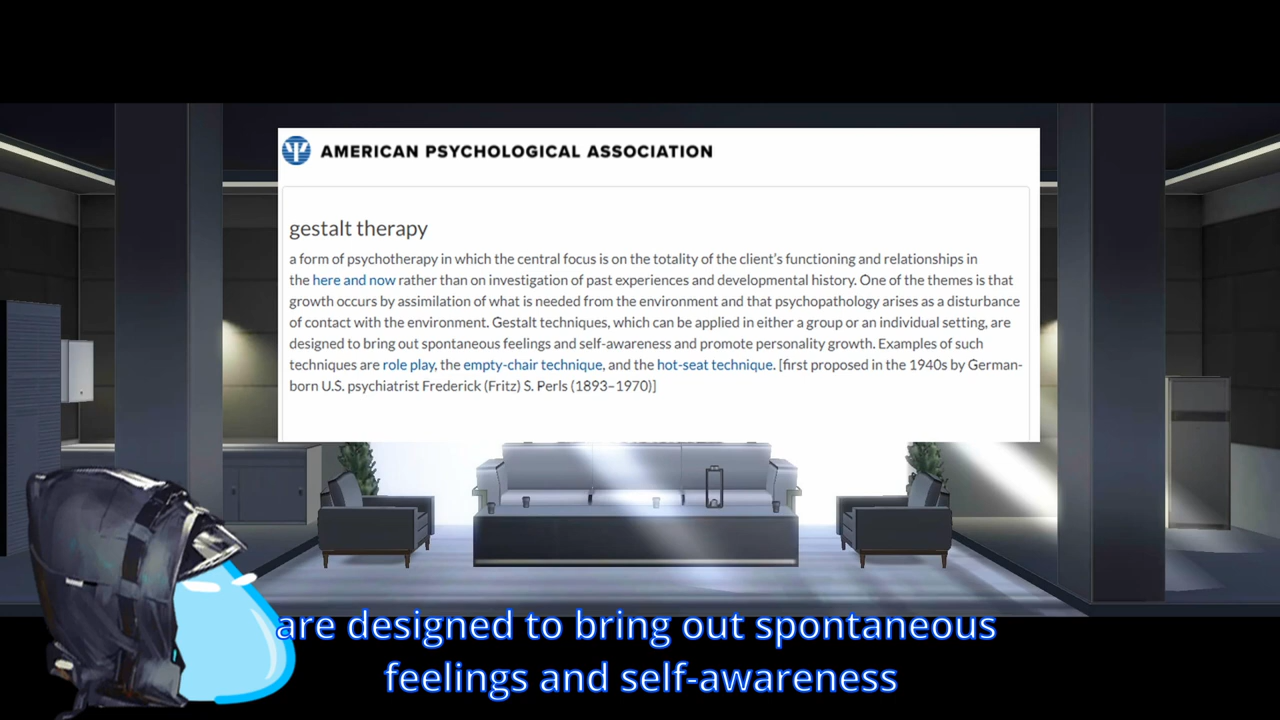 AMERICAN PSYCHOLOGICAL ASSOCIATION
gestalt therapy
a form of psychotherapy in which the central focus is on the totality of the client's functioning and relationships in
the here and now rather than on investigation of past experiences and developmental history. One of the themes is that
growth occurs by assimilation of what is needed from the environment and that psychopathology arises as a disturbance
of contact with the environment. Gestalt techniques, which can be applied in either a group or an individual setting, are
designed to bring out spontaneous feelings and self-awareness and promote personality growth. Examples of such
techniques are role play, the empty-chair technique, and the hot-seat technique. [first proposed in the 1940s by German-
born U.S. psychiatrist Frederick (Fritz) S. Perls (1893–1970)]
are designed to bring out spontaneous
feelings and self-awareness